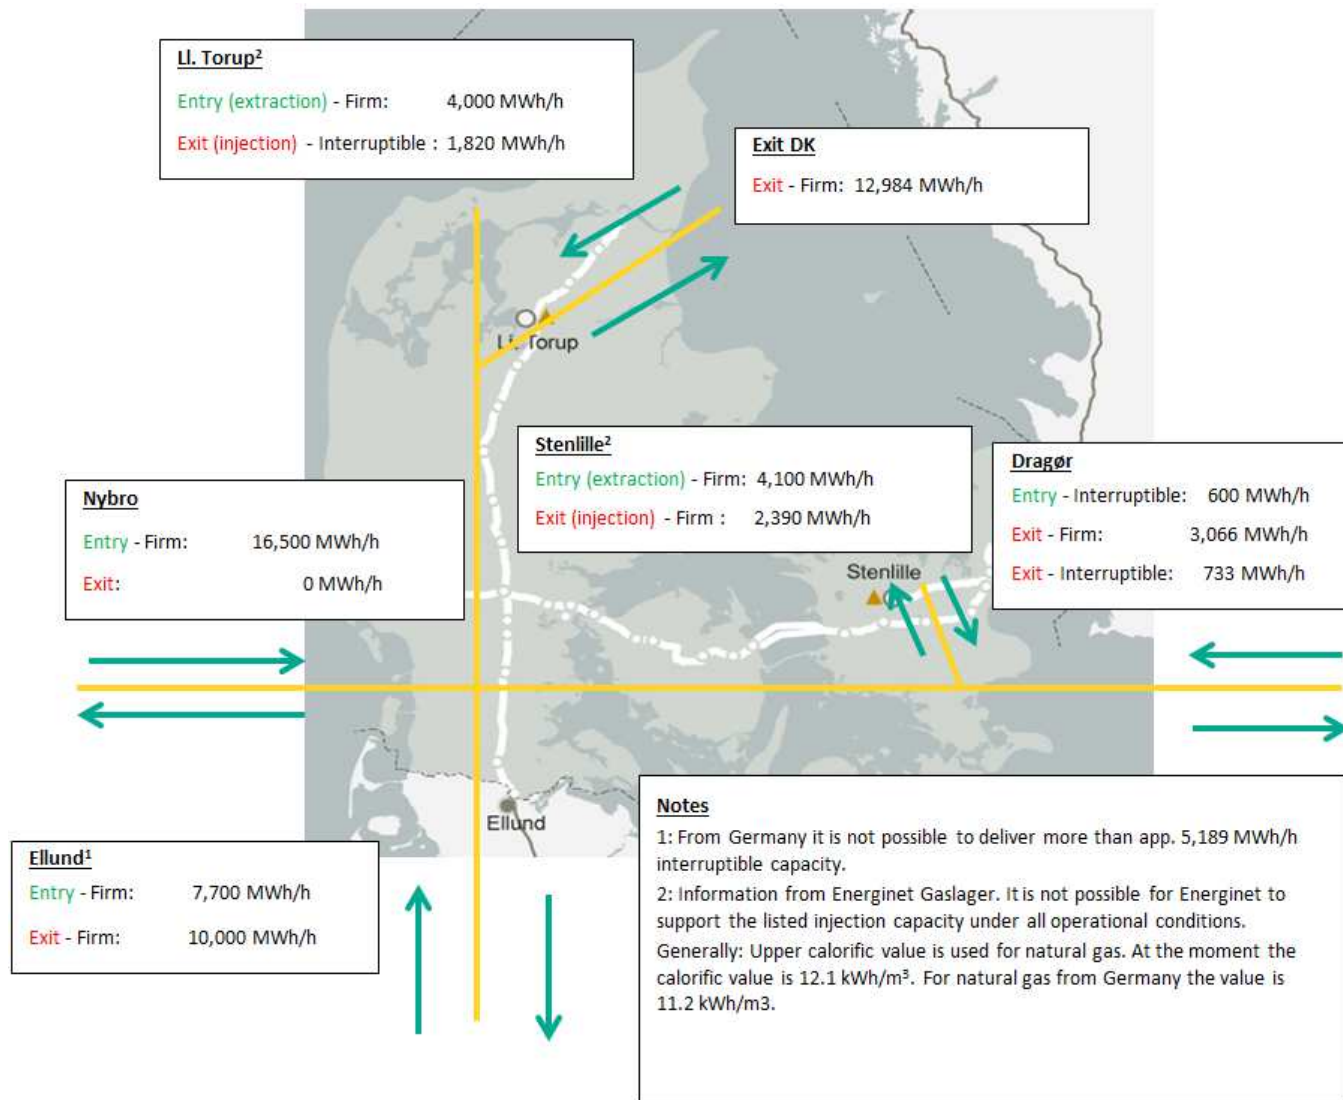 Ll. Torup²
Entry (extraction) - Firm: 4,000 MWh/h
Exit (injection) - Interruptible : 1,820 MWh/h
Exit DK
Exit - Firm: 12,984 MWh/h
Ll. Torup
Stenlille²
Entry (extraction) - Firm: 4,100 MWh/h
Exit (injection) - Firm : 2,390 MWh/h
Dragør
Entry - Interruptible: 600 MWh/h
Exit - Firm: 3,066 MWh/h
Exit - Interruptible: 733 MWh/h
Nybro
Entry - Firm: 16,500 MWh/h
Exit: 0 MWh/h
Stenlille
Ellund
Ellund¹
Entry - Firm: 7,700 MWh/h
Exit - Firm: 10,000 MWh/h
Notes
1: From Germany it is not possible to deliver more than app. 5,189 MWh/h
interruptible capacity.
2: Information from Energinet Gaslager. It is not possible for Energinet to
support the listed injection capacity under all operational conditions.
Generally: Upper calorific value is used for natural gas. At the moment the
calorific value is 12.1 kWh/m³. For natural gas from Germany the value is
11.2 kWh/m3.